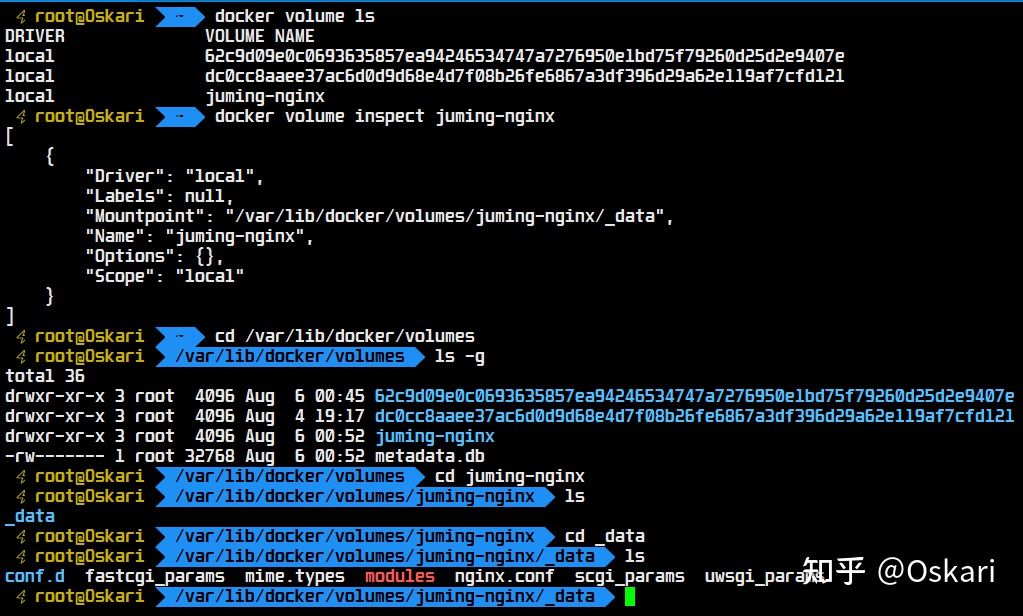 ⚡ root@Oskari ~ docker volume ls
DRIVER              VOLUME NAME
local               62c9d09e0c0693635857ea94246534747a7276950e1bd75f79260d25d2e9407e
local               dc0cc8aaee37ac6d0d9d68e4d7f08b26fe6867a3df396d29a62e119af7cfd121
local               juming-nginx
⚡ root@Oskari ~ docker volume inspect juming-nginx
[
    {
        "Driver": "local",
        "Labels": null,
        "Mountpoint": "/var/lib/docker/volumes/juming-nginx/_data",
        "Name": "juming-nginx",
        "Options": {},
        "Scope": "local"
    }
]
⚡ root@Oskari ~ cd /var/lib/docker/volumes
⚡ root@Oskari /var/lib/docker/volumes ls -g
total 36
drwxr-xr-x 3 root  4096 Aug  6 00:45 62c9d09e0c0693635857ea94246534747a7276950e1bd75f79260d25d2e9407e
drwxr-xr-x 3 root  4096 Aug  4 19:17 dc0cc8aaee37ac6d0d9d68e4d7f08b26fe6867a3df396d29a62e119af7cfd121
drwxr-xr-x 3 root  4096 Aug  6 00:52 juming-nginx
-rw------- 1 root 32768 Aug  6 00:52 metadata.db
⚡ root@Oskari /var/lib/docker/volumes cd juming-nginx
⚡ root@Oskari /var/lib/docker/volumes/juming-nginx ls
_data
⚡ root@Oskari /var/lib/docker/volumes/juming-nginx cd _data
⚡ root@Oskari /var/lib/docker/volumes/juming-nginx/_data ls
conf.d  fastcgi_params  mime.types  modules  nginx.conf  scgi_params  uwsgi_params
⚡ root@Oskari /var/lib/docker/volumes/juming-nginx/_data
知乎 @Oskari